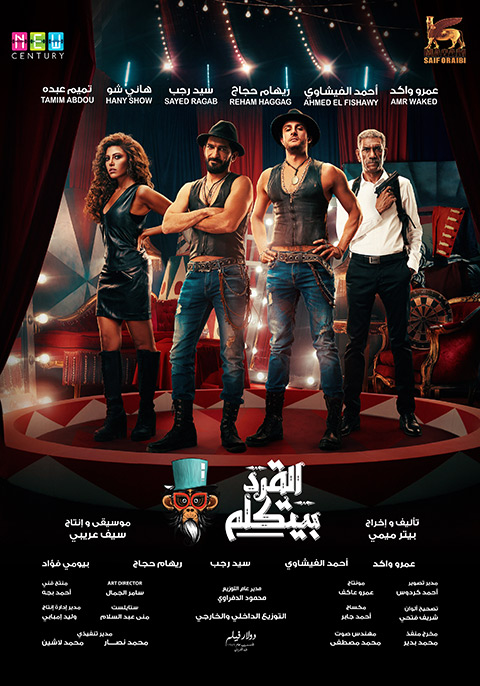 NEW
CENTURY
SAIF ORAIBI
عمرو واكد
AMR WAKED
أحمد الفيشاوي
AHMED EL FISHAWY
ريهام حجاج
REHAM HAGGAG
سيد رجب
SAYED RAGAB
هاني شو
HANY SHOW
تميم عبده
TAMIM ABDOU
القرد
بيتكلم
تأليف و إخراج
بيتر ميمي
موسيقى و إنتاج
سيف عريبي
عمرو واكد
أحمد الفيشاوي
سيد رجب
ريهام حجاج
بيومي فؤاد
مدير تصوير
أحمد كردوس
مونتاج
عمرو عاكف
مدير عام التوزيع
محمود الدفراوي
ART DIRECTOR
سامر الجمال
منتج فني
أحمد بجه
تصحيح ألوان
شريف فتحي
مكساج
أحمد جابر
التوزيع الداخلي والخارجي
ستايلست
منى عبد السلام
مدير إدارة إنتاج
وليد إمبابي
مخرج منفذ
محمد بدير
مهندس صوت
محمد مصطفى
دولار فيلم
مدير تنفيذي
محمد نصار
محمد لاشين